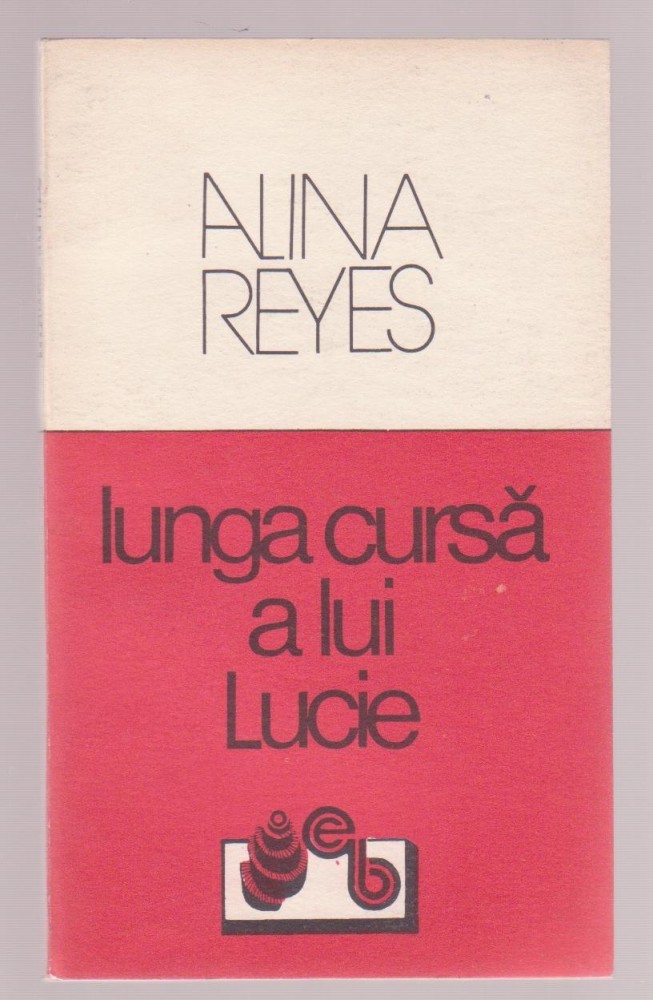 ALINA
REYES
lunga cursă
a lui
Lucie
eb